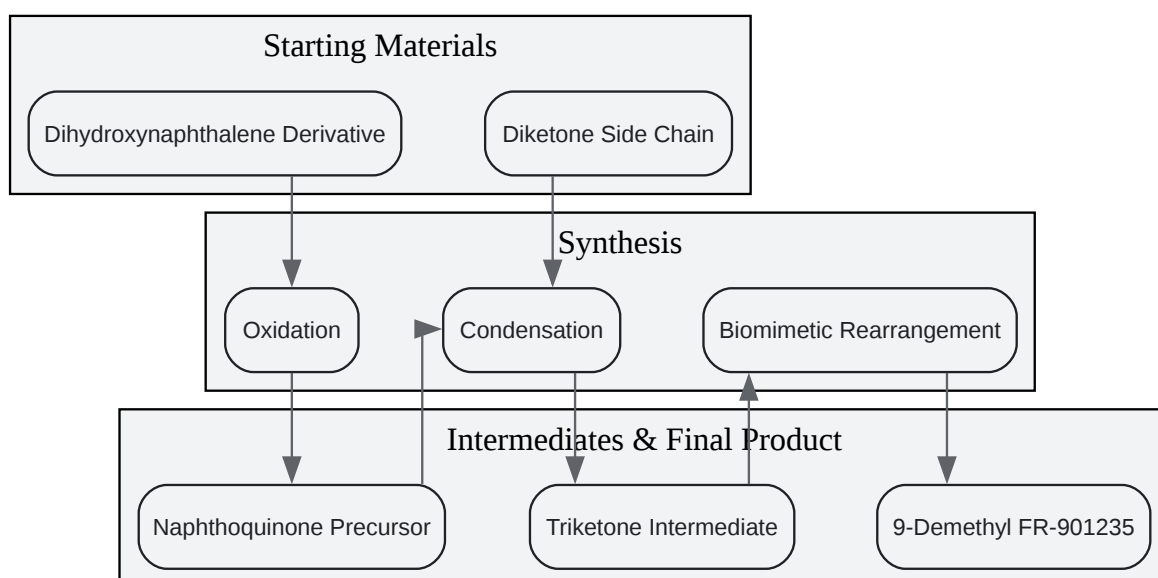 Starting Materials
Dihydroxynaphthalene Derivative
Diketone Side Chain
Synthesis
Oxidation
Condensation
Biomimetic Rearrangement
Intermediates & Final Product
Naphthoquinone Precursor
Triketone Intermediate
9-Demethyl FR-901235